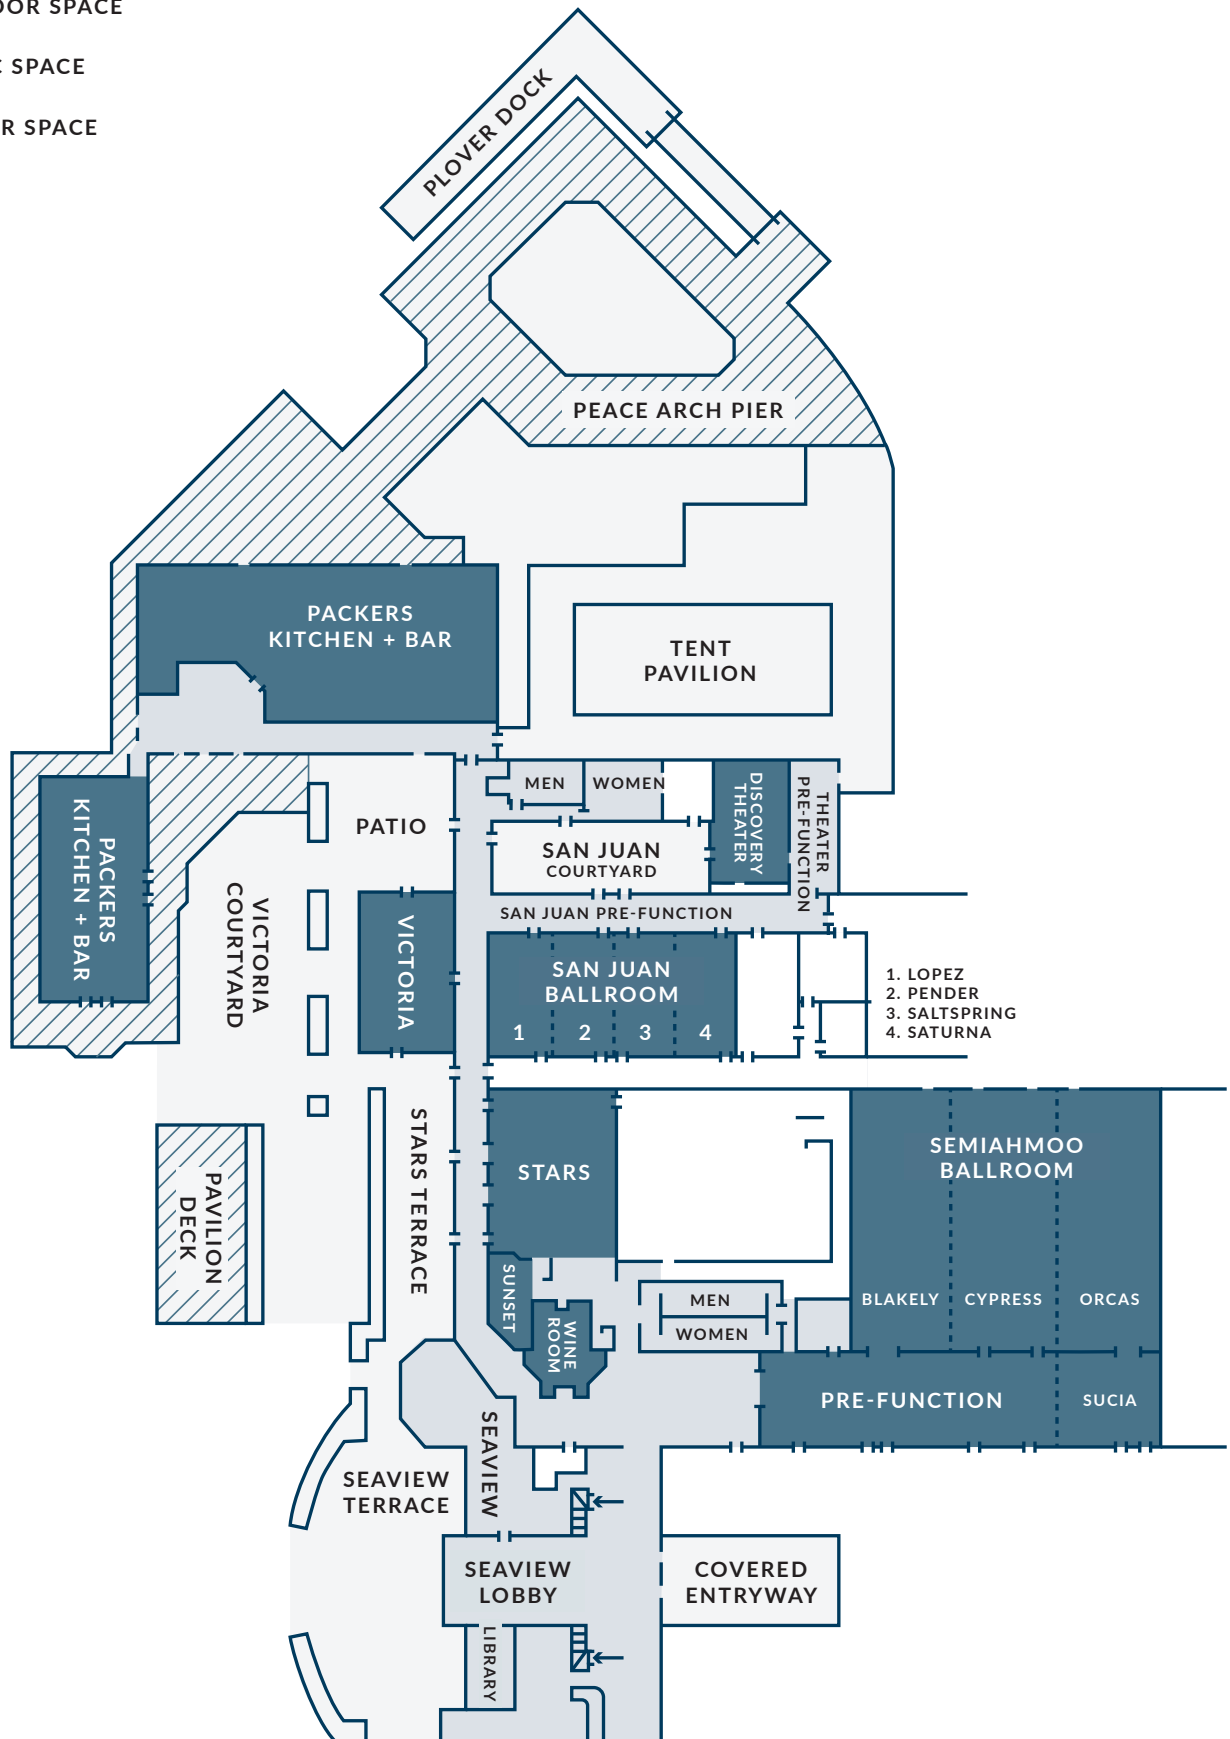 OOR SPACE
C SPACE
R SPACE
PLOVER DOCK
PEACE ARCH PIER
PACKERS
KITCHEN + BAR
TENT
PAVILION
MEN
WOMEN
DISCOVERY
THEATER
THEATER
PRE-FUNCTION
PATIO
SAN JUAN
COURTYARD
PACKERS
KITCHEN + BAR
VICTORIA
COURTYARD
VICTORIA
SAN JUAN PRE-FUNCTION
SAN JUAN
BALLROOM
1 2 3 4
1. LOPEZ
2. PENDER
3. SALTSPRING
4. SATURNA
STARS TERRACE
STARS
SEMIAHMOO
BALLROOM
PAVILION
DECK
SUNSET
WINE
ROOM
MEN
WOMEN
BLAKELY
CYPRESS
ORCAS
PRE-FUNCTION
SUCIA
SEAVIEW
SEAVIEW
TERRACE
SEAVIEW
LOBBY
COVERED
ENTRYWAY
LIBRARY